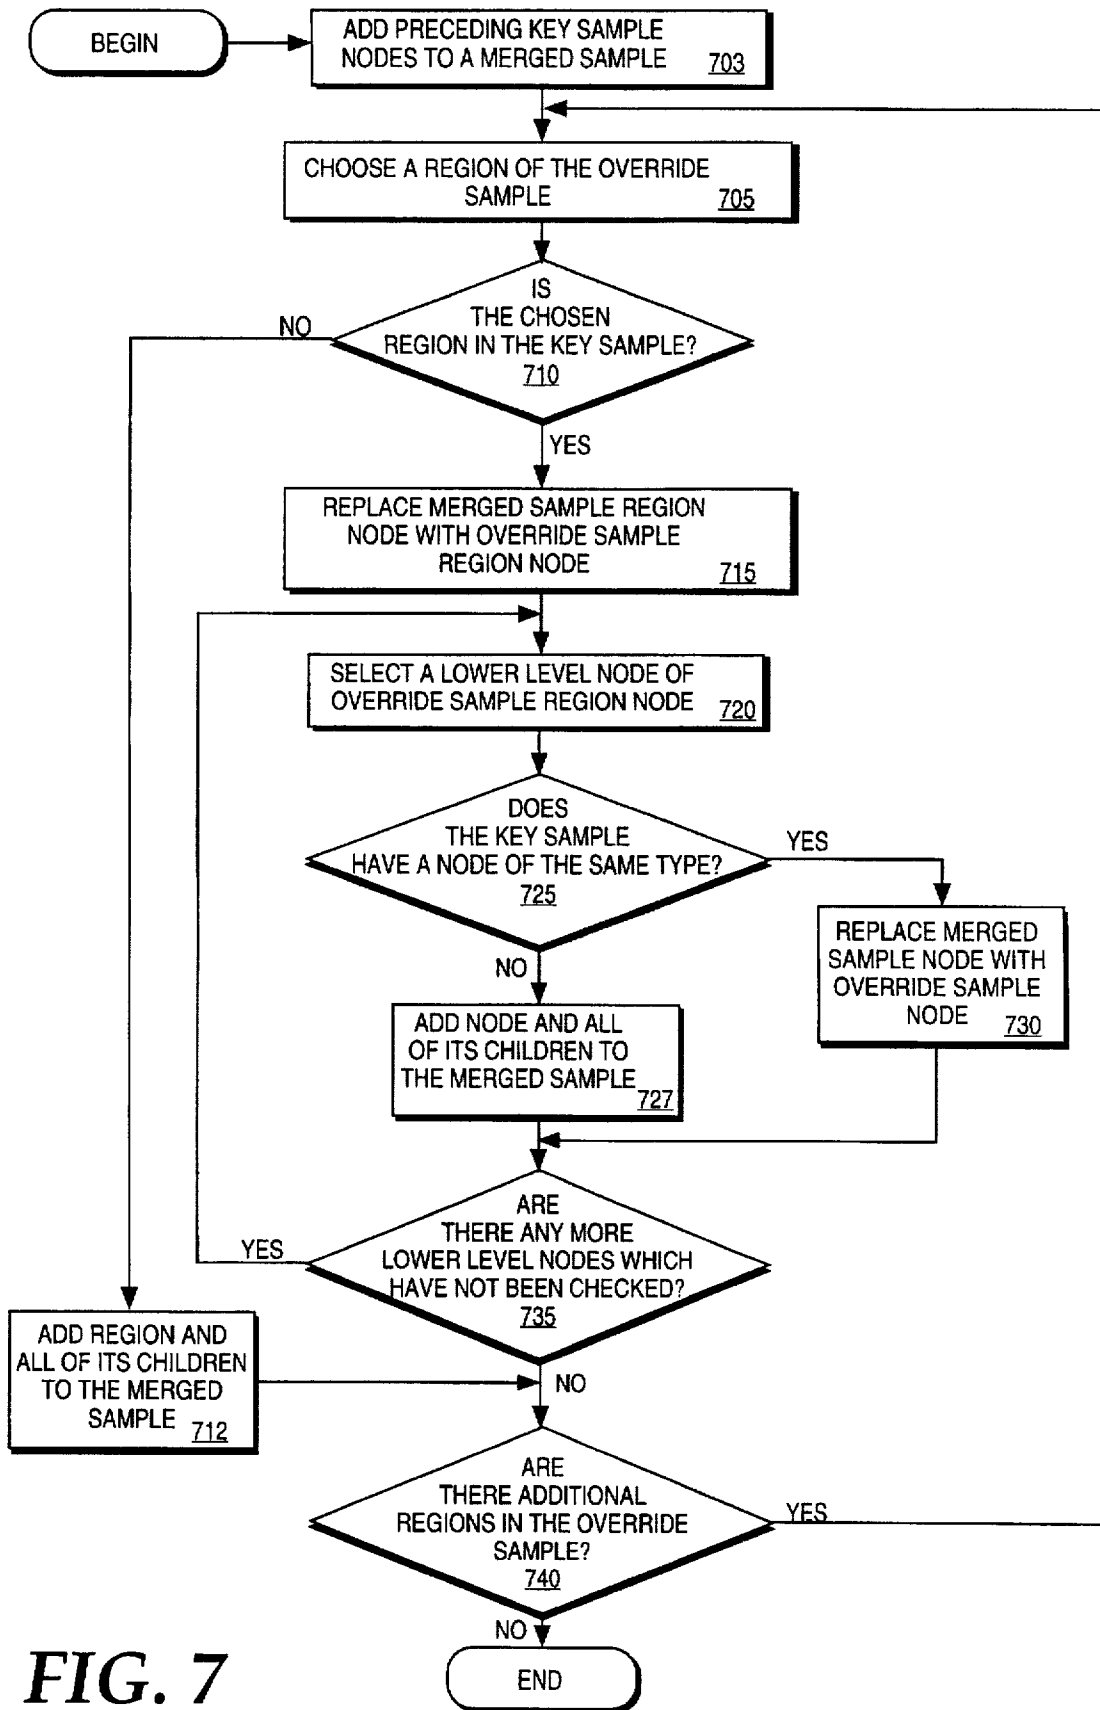 BEGIN
ADD PRECEDING KEY SAMPLE
NODES TO A MERGED SAMPLE
703
CHOOSE A REGION OF THE OVERRIDE
SAMPLE
705
IS
THE CHOSEN
REGION IN THE KEY SAMPLE?
710
NO
YES
REPLACE MERGED SAMPLE REGION
NODE WITH OVERRIDE SAMPLE
REGION NODE
715
SELECT A LOWER LEVEL NODE OF
OVERRIDE SAMPLE REGION NODE
720
DOES
THE KEY SAMPLE
HAVE A NODE OF THE SAME TYPE?
725
YES
NO
REPLACE MERGED
SAMPLE NODE WITH
OVERRIDE SAMPLE
NODE
730
ADD NODE AND ALL
OF ITS CHILDREN TO
THE MERGED SAMPLE
727
ARE
THERE ANY MORE
LOWER LEVEL NODES WHICH
HAVE NOT BEEN CHECKED?
735
YES
NO
ADD REGION AND
ALL OF ITS CHILDREN
TO THE MERGED
SAMPLE
712
ARE
THERE ADDITIONAL
REGIONS IN THE OVERRIDE
SAMPLE?
740
YES
NO
END
FIG. 7